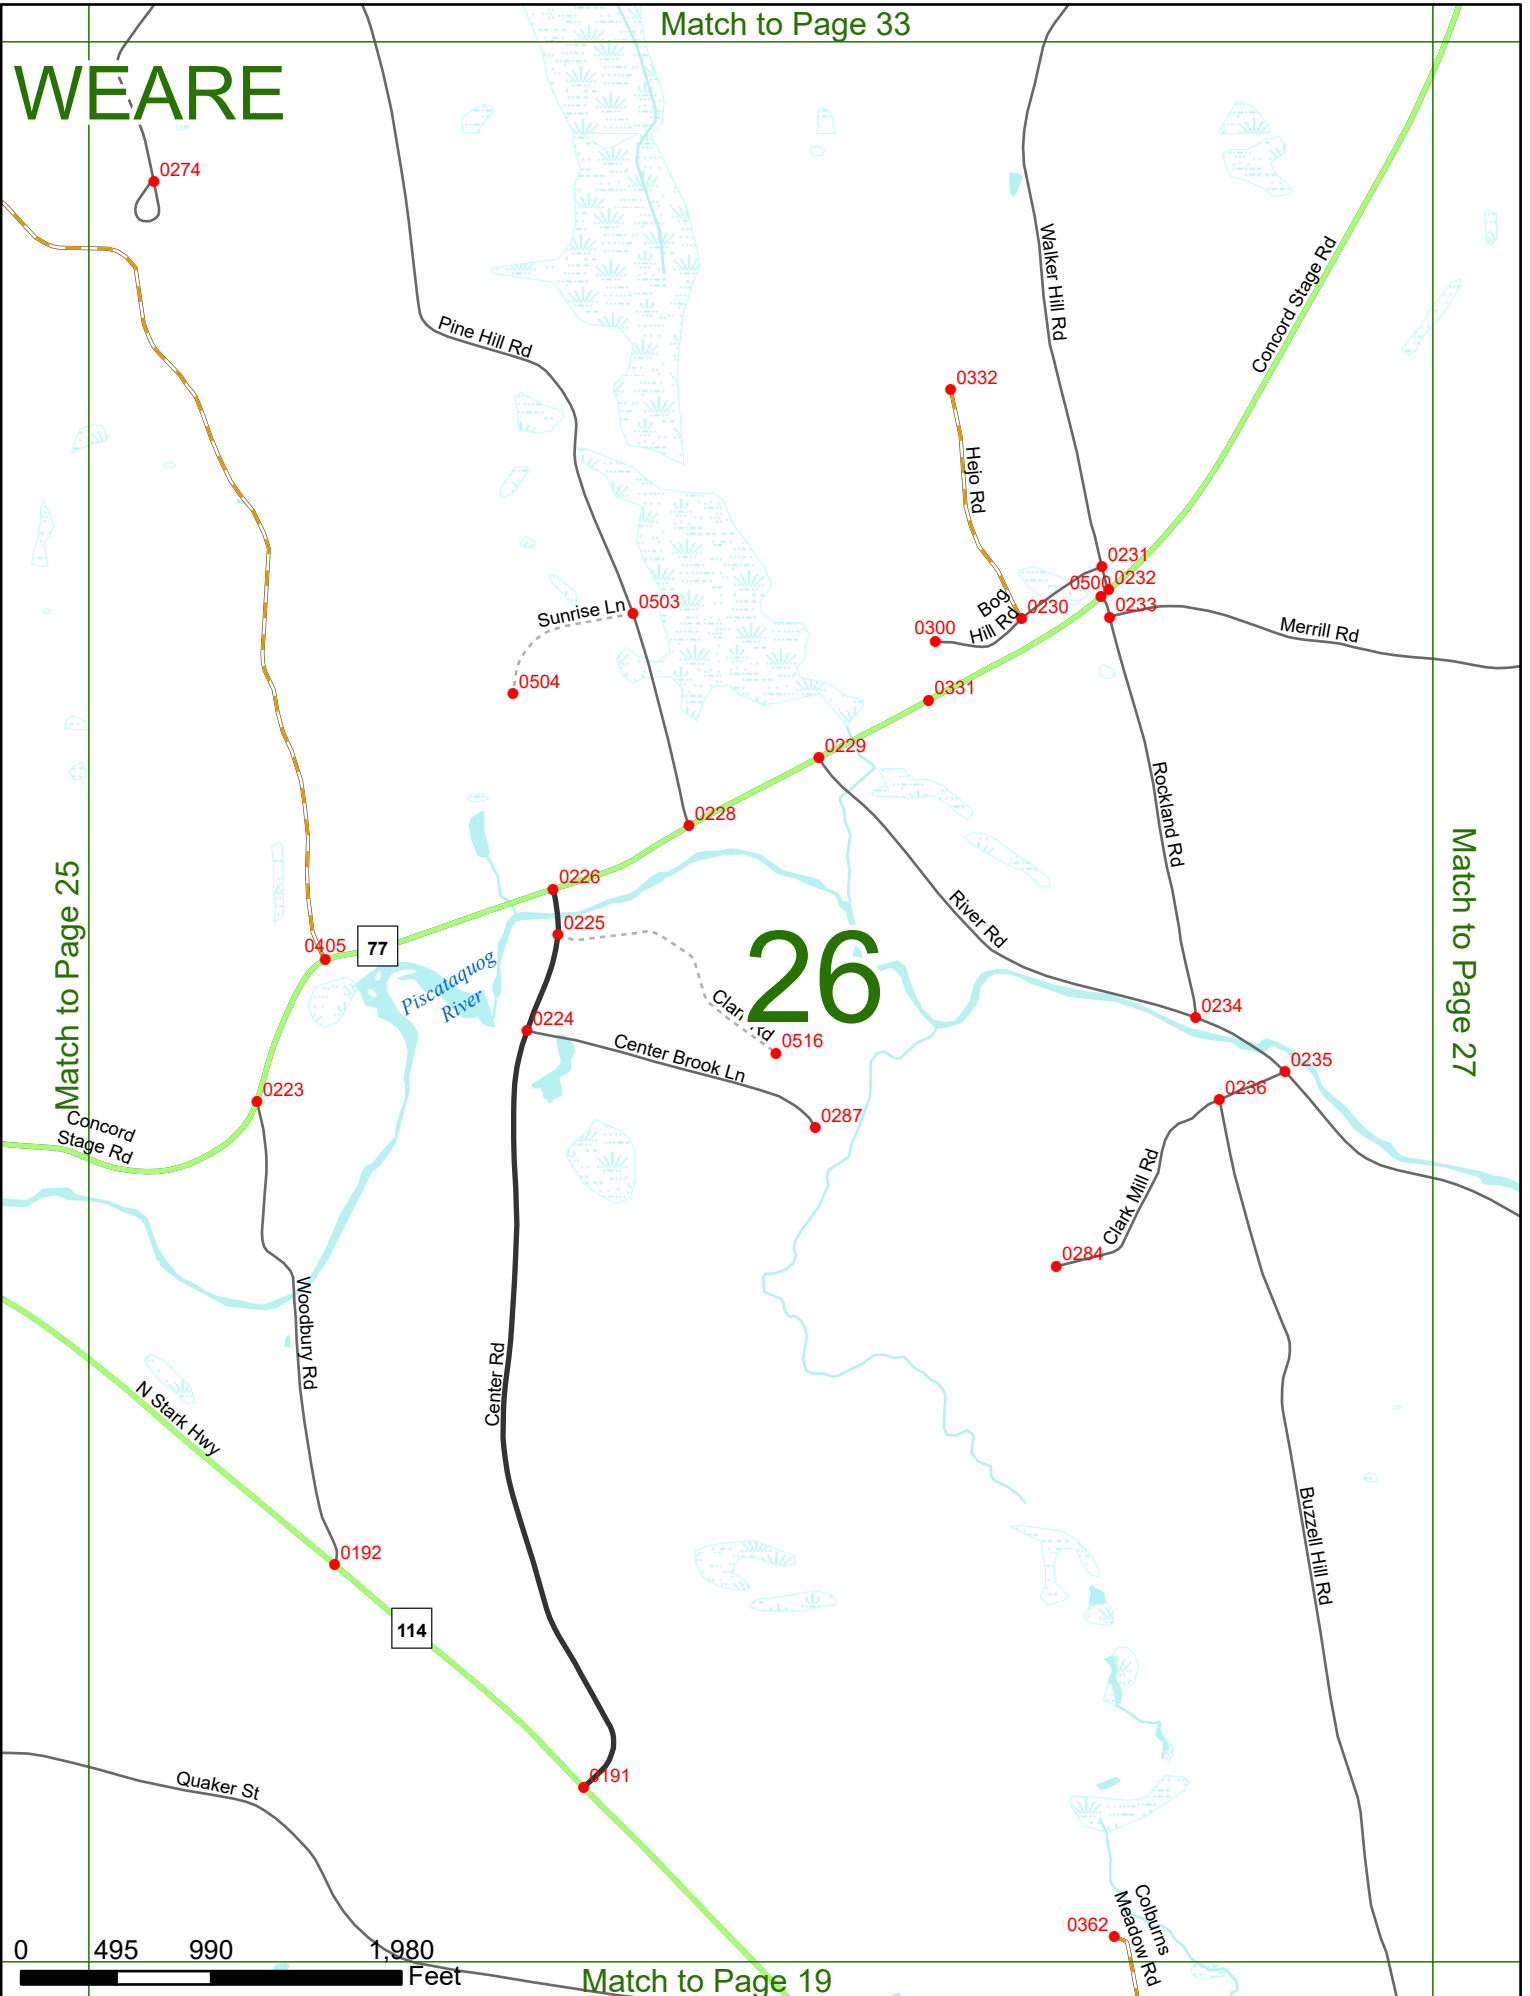 Match to Page 33
WEARE
0274
Pine Hill Rd
Walker Hill Rd
Concord Stage Rd
0332
Hejo Rd
0231
0500
0232
Bog
Hill Rd
0230
0233
0300
Merrill Rd
Sunrise Ln
0503
0504
0331
0229
0228
Rockland Rd
Match to Page 25
Match to Page 27
0226
0225
0405
77
River Rd
26
Piscataquog
River
0224
Clan Rd
0516
Center Brook Ln
0234
0235
0236
0223
0287
Concord
Stage Rd
Clark Mill Rd
0284
Woodbury Rd
Center Rd
N Stark Hwy
Buzzell Hill Rd
0192
114
0191
Quaker St
0362
Colburns
Meadow Rd
0 495 990 1,980
Feet
Match to Page 19